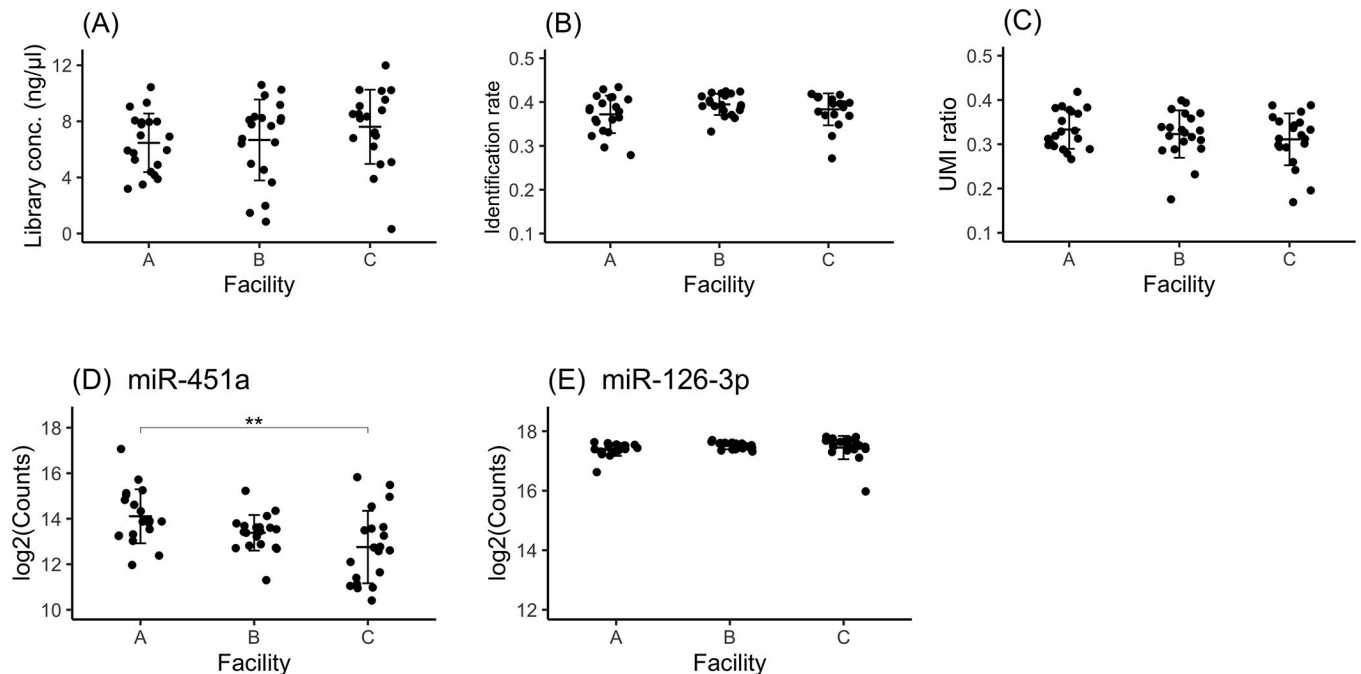 (A)
Library conc. (ng/µl)
12
8
4
0
A B C
Facility
(B)
Identification rate
0.5
0.4
0.3
0.2
0.1
A B C
Facility
(C)
UMI ratio
0.5
0.4
0.3
0.2
0.1
A B C
Facility
(D) miR-451a
log2(Counts)
18
16
14
12
10
**
A B C
Facility
(E) miR-126-3p
log2(Counts)
18
16
14
12
A B C
Facility